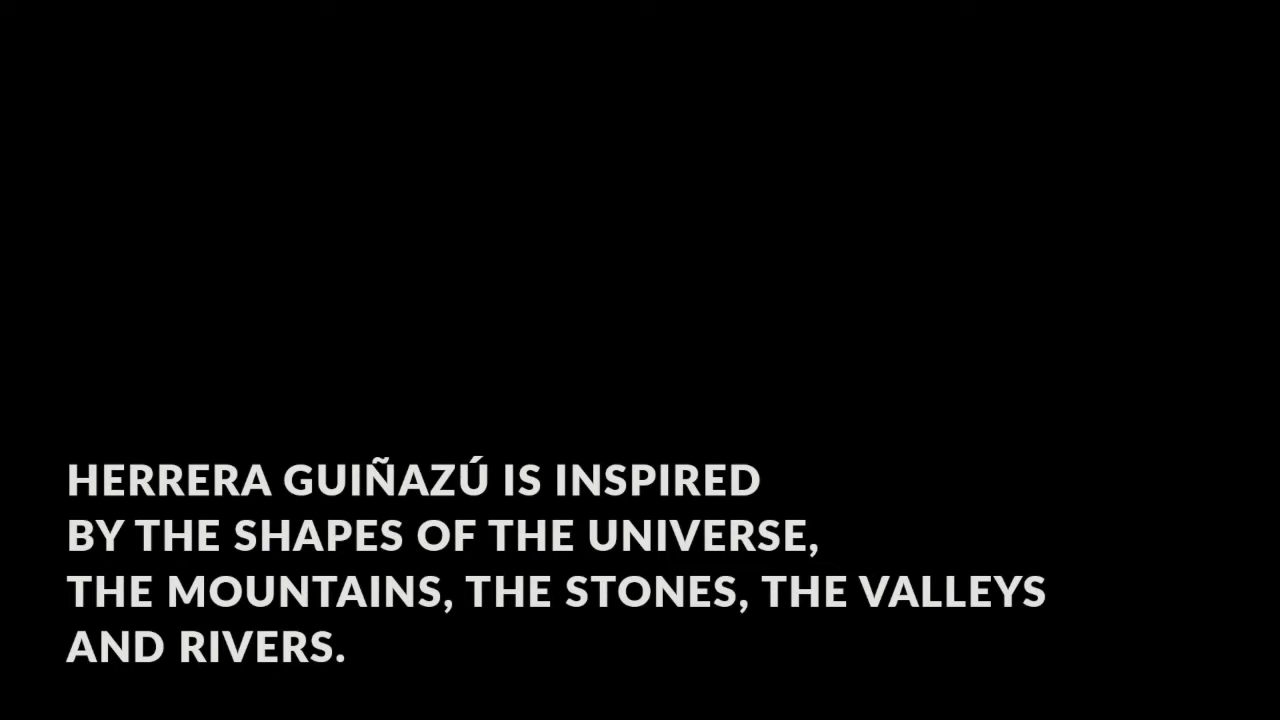 HERRERA GUIÑAZÚ IS INSPIRED
BY THE SHAPES OF THE UNIVERSE,
THE MOUNTAINS, THE STONES, THE VALLEYS
AND RIVERS.